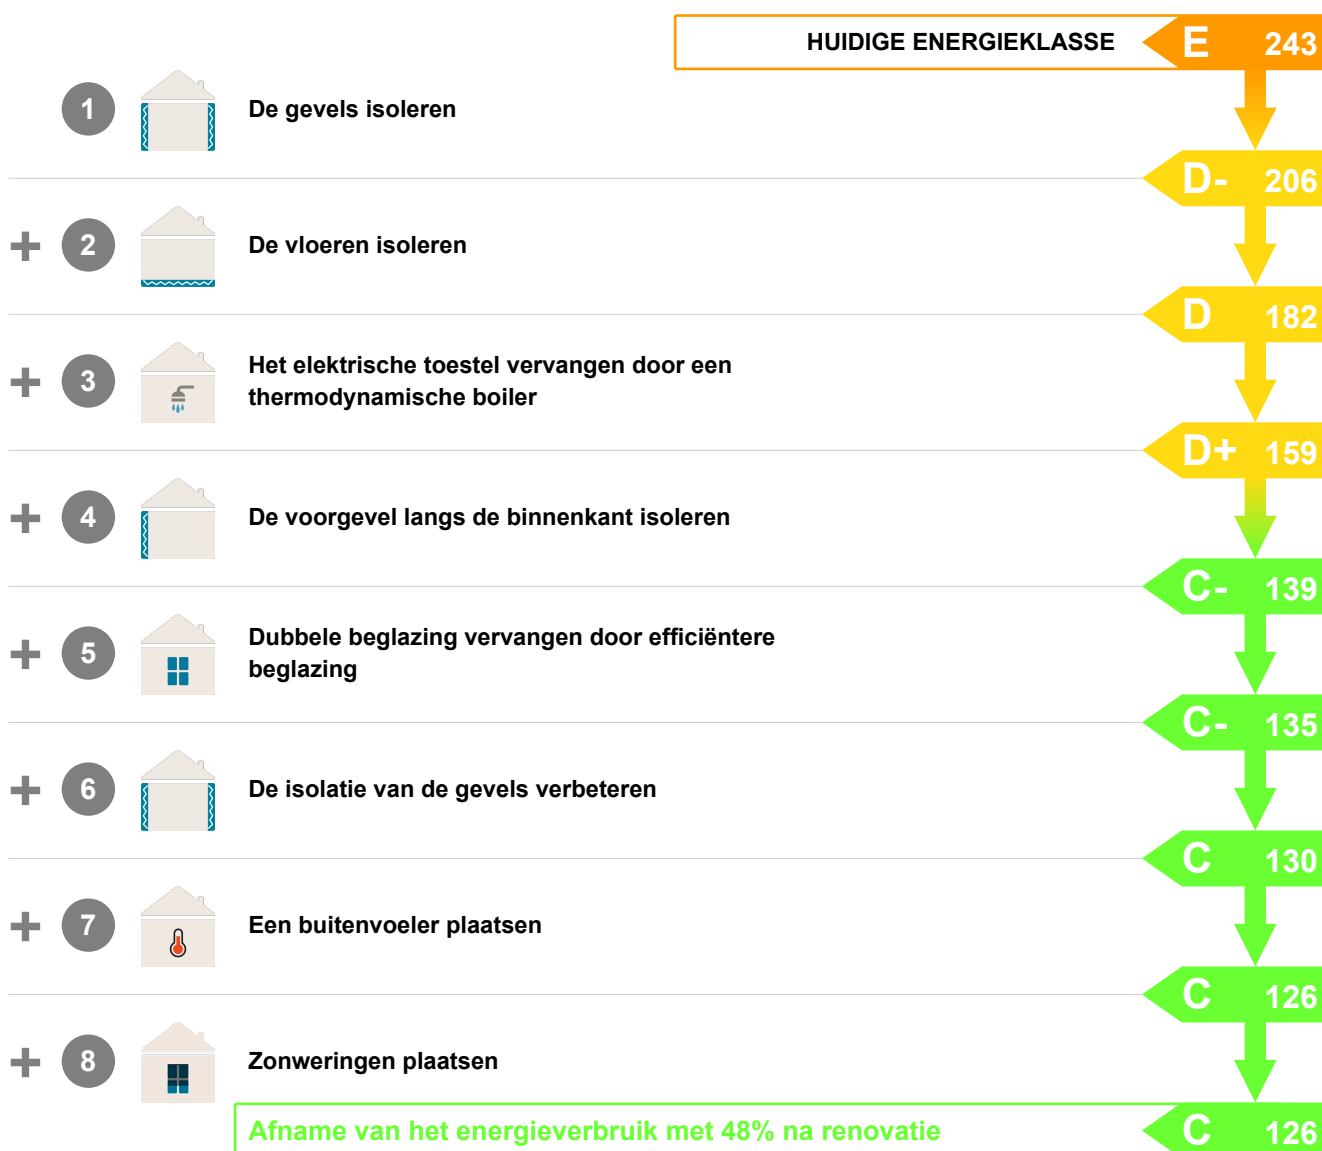 HUIDIGE ENERGIEKLASSE E 243
1 De gevels isoleren
D- 206
+ 2 De vloeren isoleren
D 182
+ 3 Het elektrische toestel vervangen door een
thermodynamische boiler
D+ 159
+ 4 De voorgevel langs de binnenkant isoleren
C- 139
+ 5 Dubbele beglazing vervangen door efficiëntere
beglazing
C- 135
+ 6 De isolatie van de gevels verbeteren
C 130
+ 7 Een buitenvoeler plaatsen
C 126
+ 8 Zonweringen plaatsen
Afname van het energieverbruik met 48% na renovatie C 126